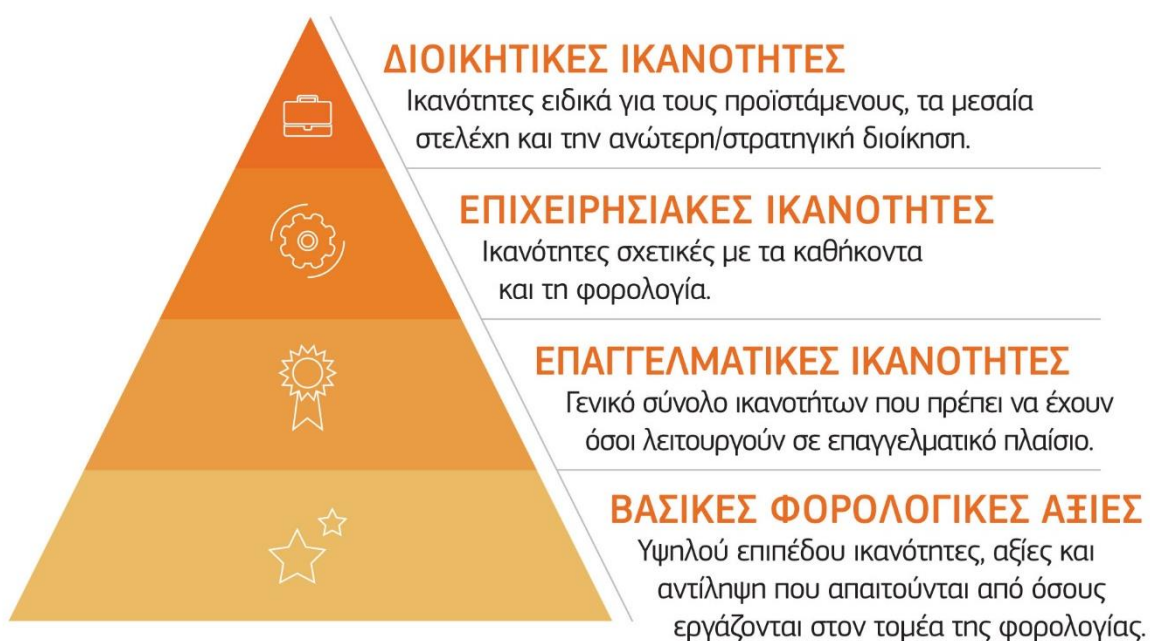 ΔΙΟΙΚΗΤΙΚΕΣ ΙΚΑΝΟΤΗΤΕΣ
Ικανότητες ειδικά για τους προϊστάμενους, τα μεσαία
στελέχη και την ανώτερη/στρατηγική διοίκηση.
ΕΠΙΧΕΙΡΗΣΙΑΚΕΣ ΙΚΑΝΟΤΗΤΕΣ
Ικανότητες σχετικές με τα καθήκοντα
και τη φορολογία.
ΕΠΑΓΓΕΛΜΑΤΙΚΕΣ ΙΚΑΝΟΤΗΤΕΣ
Γενικό σύνολο ικανοτήτων που πρέπει να έχουν
όσοι λειτουργούν σε επαγγελματικό πλαίσιο.
ΒΑΣΙΚΕΣ ΦΟΡΟΛΟΓΙΚΕΣ ΑΞΙΕΣ
Υψηλού επιπέδου ικανότητες, αξίες και
αντίληψη που απαιτούνται από όσους
εργάζονται στον τομέα της φορολογίας.